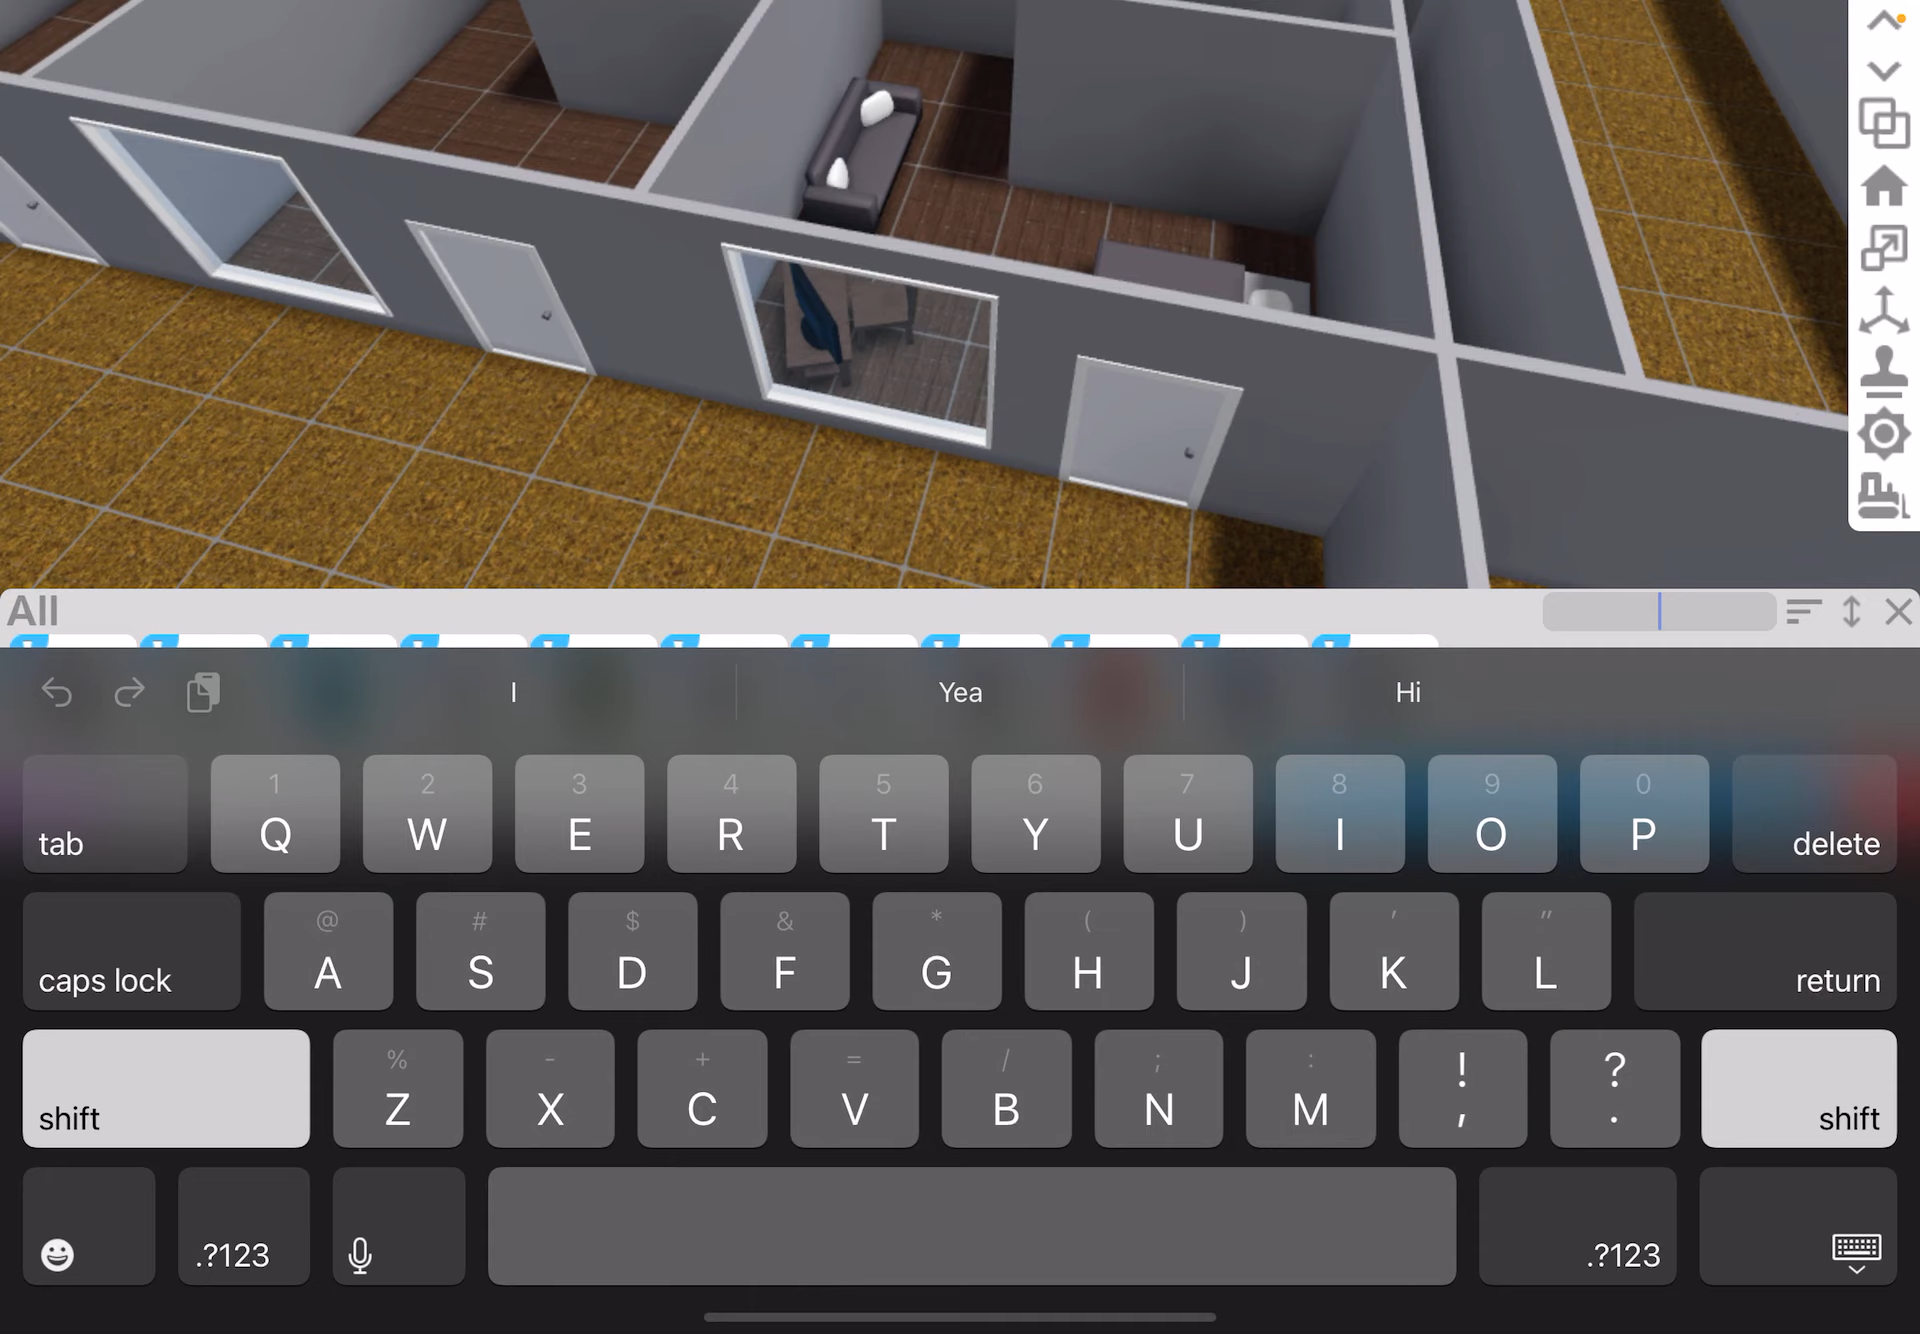 All
I Yea Hi
1 2 3 4 5 6 7 8 9 0
tab Q W E R T Y U I O P delete
@ # $ & * ( ) ' "
caps lock A S D F G H J K L return
% - + = / ; : ! ?
shift Z X C V B N M , . shift
.?123 .?123